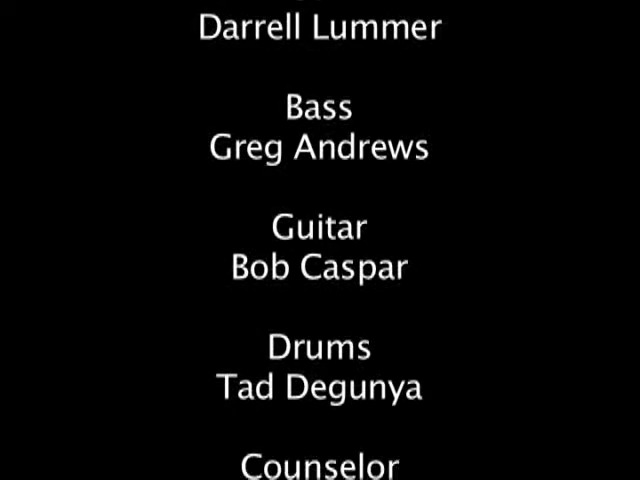 Darrell Lummer
Bass
Greg Andrews
Guitar
Bob Caspar
Drums
Tad Degunya
Counselor